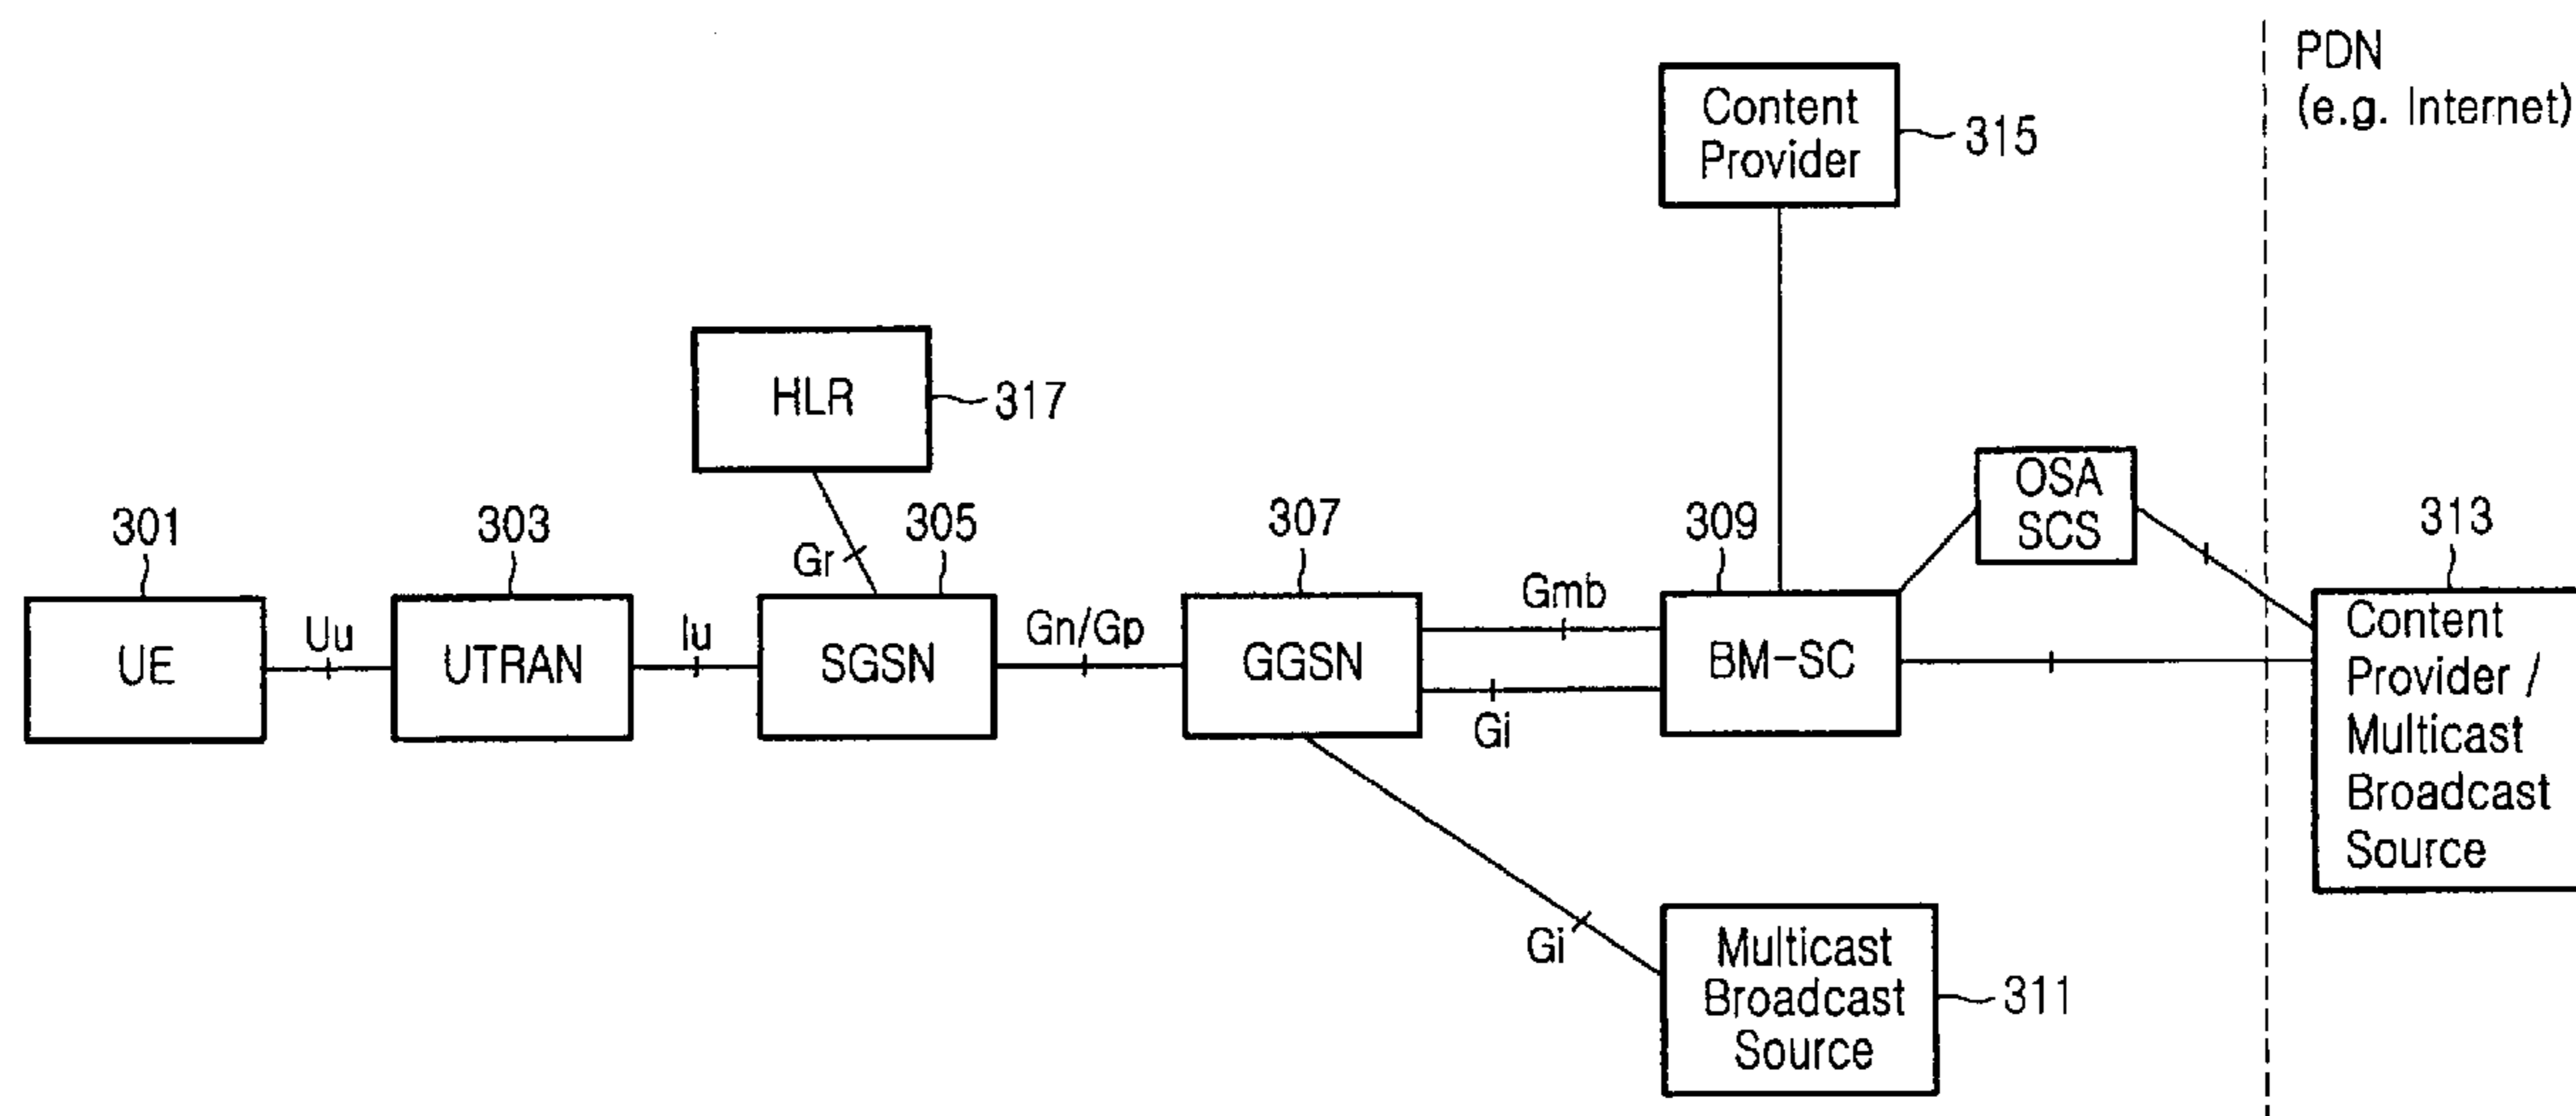 PDN
(e.g. Internet)
Content
Provider
315
HLR
317
OSA
SCS
301
303
Gr
305
307
309
313
UE
Uu
UTRAN
Iu
SGSN
Gn/Gp
GGSN
Gmb
Gi
BM-SC
Content
Provider /
Multicast
Broadcast
Source
Gi
Multicast
Broadcast
Source
311